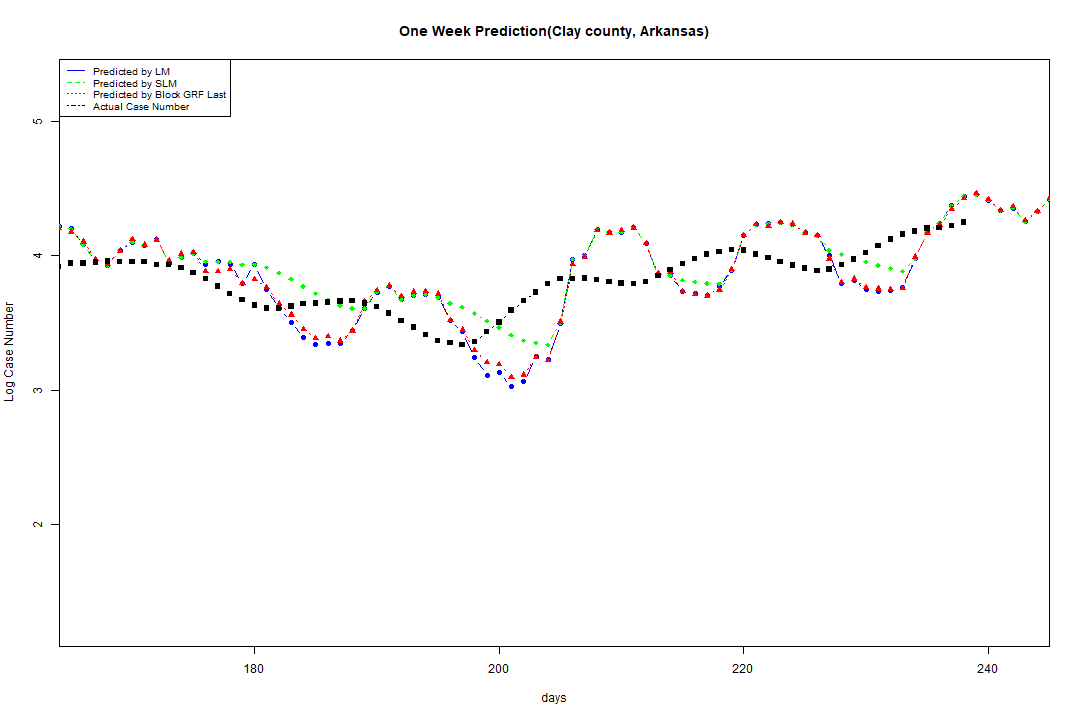 One Week Prediction(Clay county, Arkansas)
Predicted by LM
Predicted by SLM
Predicted by Block GRF Last
Actual Case Number
5
4
3
2
Log Case Number
180 200 220 240
days